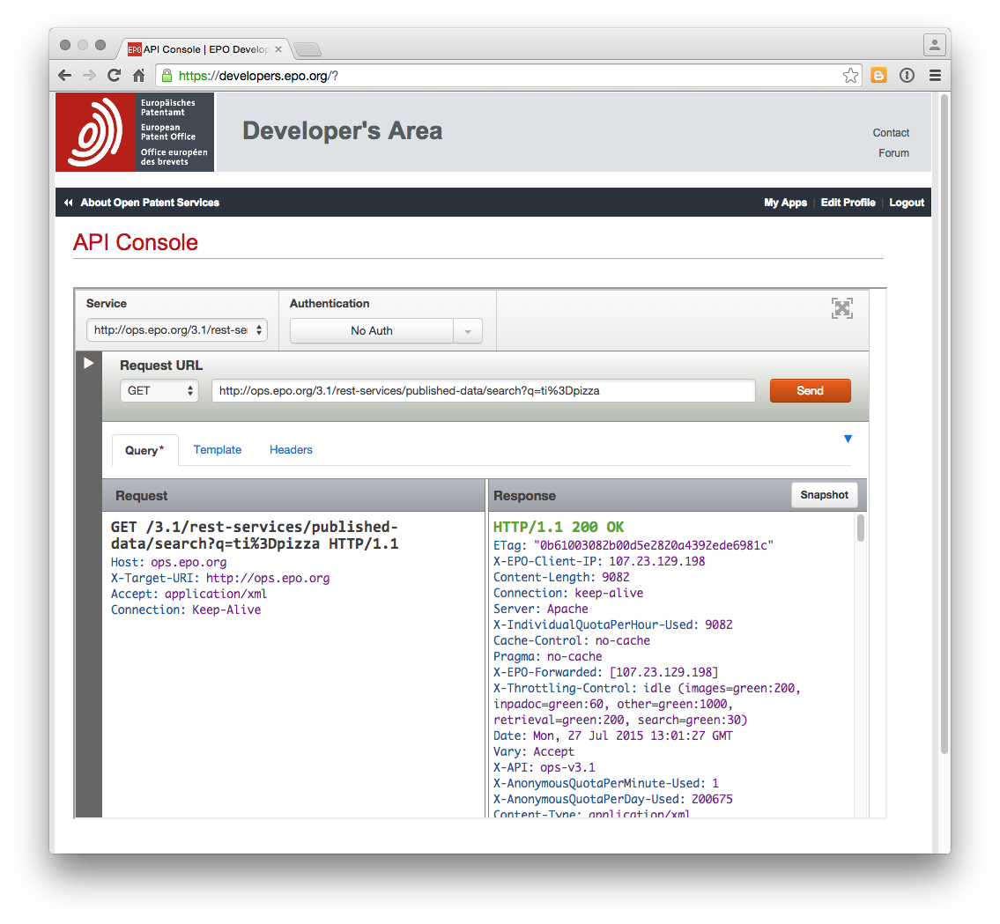 EPO API Console | EPO Develop
https://developers.epo.org/?
Europäisches
Patentamt
European
Patent Office
Office européen
des brevets
Developer's Area
Contact
Forum
About Open Patent Services
My Apps | Edit Profile | Logout
API Console
Service
Authentication
http://ops.epo.org/3.1/rest-se
No Auth
Request URL
GET
http://ops.epo.org/3.1/rest-services/published-data/search?q=ti%3Dpizza
Send
Query*
Template
Headers
Request
GET /3.1/rest-services/published-
data/search?q=ti%3Dpizza HTTP/1.1
Host: ops.epo.org
X-Target-URI: http://ops.epo.org
Accept: application/xml
Connection: Keep-Alive
Response
Snapshot
HTTP/1.1 200 OK
ETag: "0b61003082b00d5e2820a4392ede6981c"
X-EPO-Client-IP: 107.23.129.198
Content-Length: 9082
Connection: keep-alive
Server: Apache
X-IndividualQuotaPerHour-Used: 9082
Cache-Control: no-cache
Pragma: no-cache
X-EPO-Forwarded: [107.23.129.198]
X-Throttling-Control: idle (images=green:200,
inpadoc=green:60, other=green:1000,
retrieval=green:200, search=green:30)
Date: Mon, 27 Jul 2015 13:01:27 GMT
Vary: Accept
X-API: ops-v3.1
X-AnonymousQuotaPerMinute-Used: 1
X-AnonymousQuotaPerDay-Used: 200675
Content-Type: application/xml